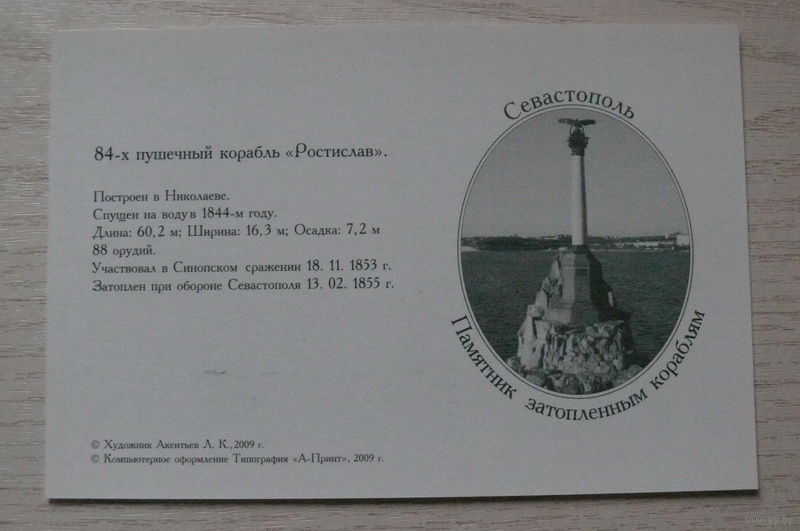 84-х пушечный корабль «Ростислав».
Построен в Николаеве.
Спущен на воду в 1844-м году.
Длина: 60,2 м; Ширина: 16,3 м; Осадка: 7,2 м
88 орудий.
Участвовал в Синопском сражении 18. 11. 1853 г.
Затоплен при обороне Севастополя 13. 02. 1855 г.
© Художник Акентьев Л. К., 2009 г.
© Компьютерное оформление Типография «А-Принт», 2009 г.
Севастополь
Памятник затопленным кораблям